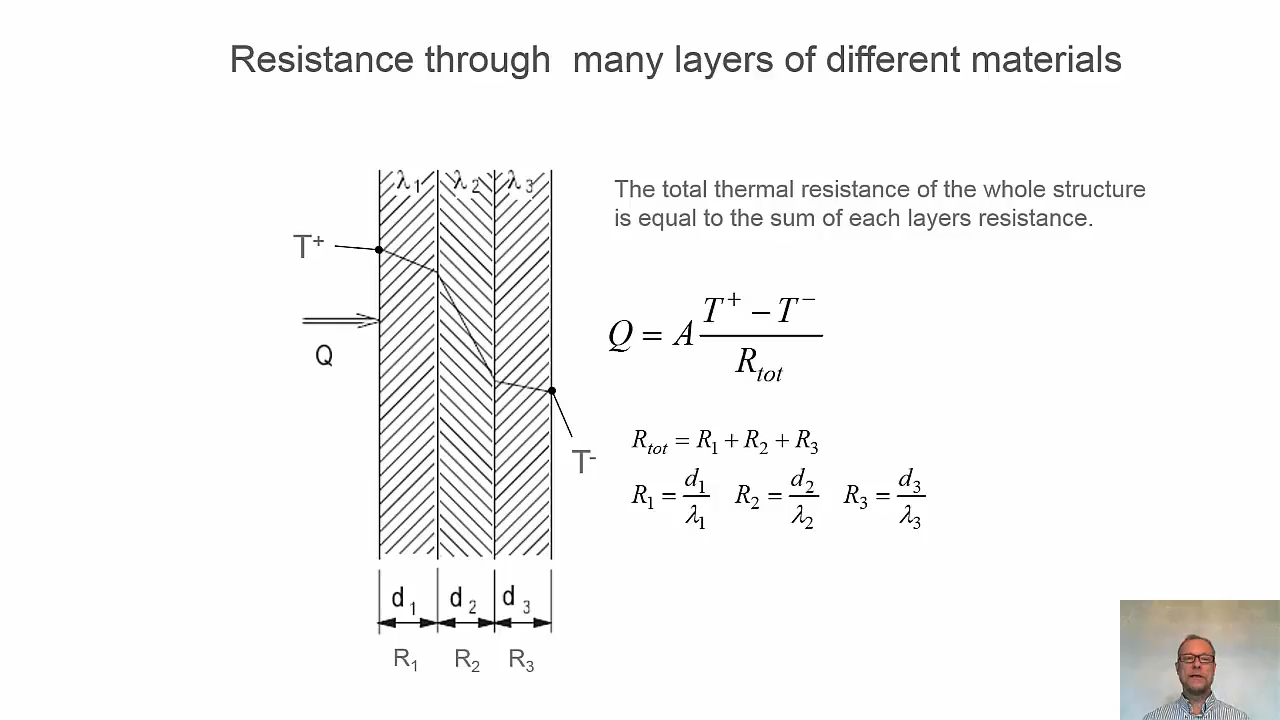 Resistance through many layers of different materials
λ1 λ2 λ3
The total thermal resistance of the whole structure
is equal to the sum of each layers resistance.
T+
Q
T-
Q = A (T+ − T−) / Rtot
Rtot = R1 + R2 + R3
R1 = d1/λ1 R2 = d2/λ2 R3 = d3/λ3
d1 d2 d3
R1 R2 R3